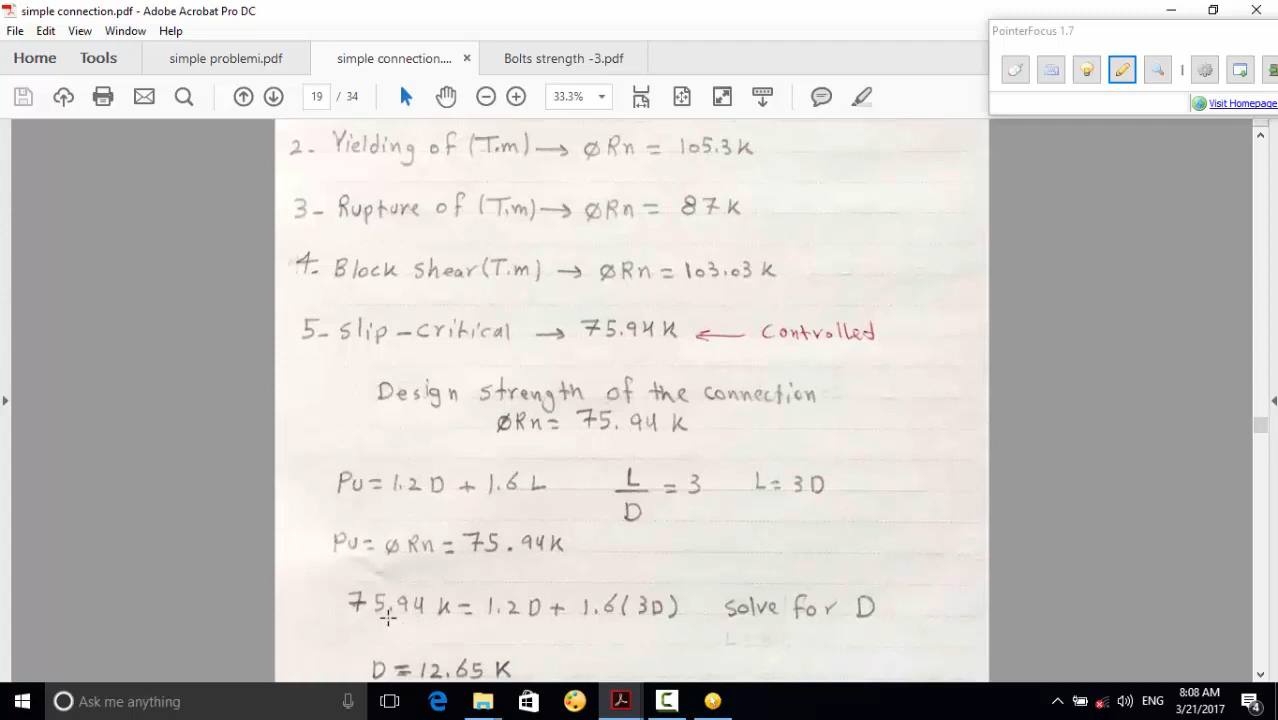 simple connection.pdf - Adobe Acrobat Pro DC
File Edit View Window Help
PointerFocus 1.7
Home Tools simple problemi.pdf simple connection.... × Bolts strength -3.pdf
19 / 34 33.3%
Visit Homepage
2- Yielding of (T.m) → ØRn = 105.3 K
3- Rupture of (T.m) → ØRn = 87 K
4- Block shear (T.m) → ØRn = 103.03 K
5- Slip-critical → 75.94 K ← Controlled
Design strength of the connection
ØRn = 75.94 K
Pu = 1.2 D + 1.6 L L/D = 3 L = 3 D
Pu = ØRn = 75.94 K
75.94 K = 1.2 D + 1.6 (3D) solve for D
D = 12.65 K
Ask me anything
ENG
8:08 AM
3/21/2017
4